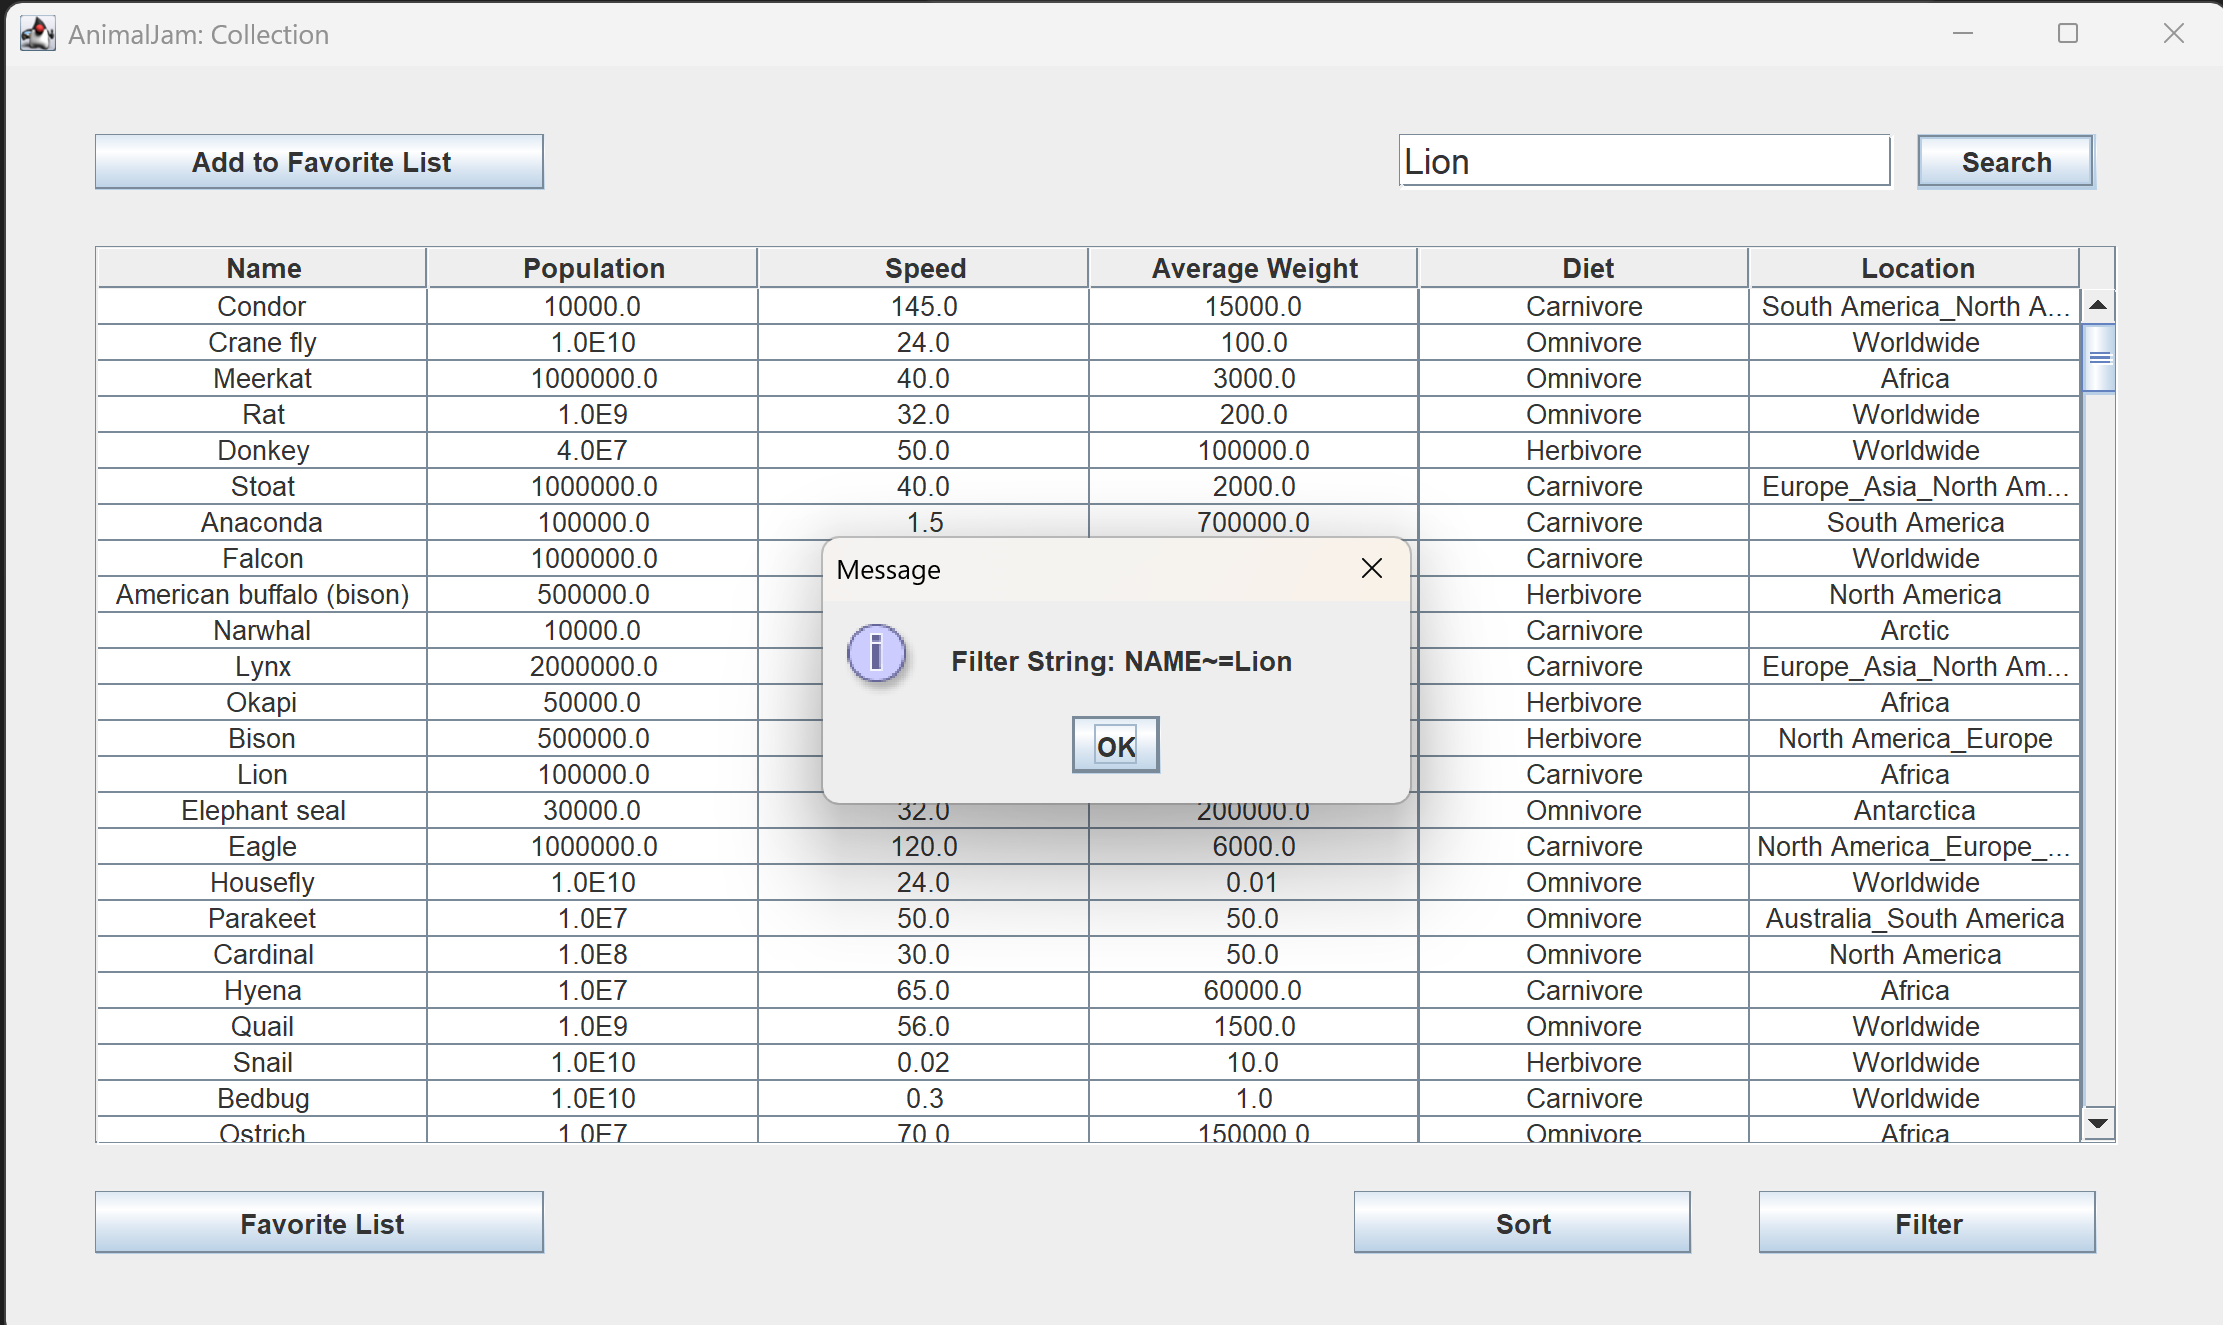 AnimalJam: Collection
Add to Favorite List
Lion
Search
Name Population Speed Average Weight Diet Location
Condor 10000.0 145.0 15000.0 Carnivore South America_North A...
Crane fly 1.0E10 24.0 100.0 Omnivore Worldwide
Meerkat 1000000.0 40.0 3000.0 Omnivore Africa
Rat 1.0E9 32.0 200.0 Omnivore Worldwide
Donkey 4.0E7 50.0 100000.0 Herbivore Worldwide
Stoat 1000000.0 40.0 2000.0 Carnivore Europe_Asia_North Am...
Anaconda 100000.0 1.5 700000.0 Carnivore South America
Falcon 1000000.0 Carnivore Worldwide
American buffalo (bison) 500000.0 Herbivore North America
Narwhal 10000.0 Carnivore Arctic
Lynx 2000000.0 Carnivore Europe_Asia_North Am...
Okapi 50000.0 Herbivore Africa
Bison 500000.0 Herbivore North America_Europe
Lion 100000.0 Carnivore Africa
Elephant seal 30000.0 32.0 200000.0 Omnivore Antarctica
Eagle 1000000.0 120.0 6000.0 Carnivore North America_Europe_...
Housefly 1.0E10 24.0 0.01 Omnivore Worldwide
Parakeet 1.0E7 50.0 50.0 Omnivore Australia_South America
Cardinal 1.0E8 30.0 50.0 Omnivore North America
Hyena 1.0E7 65.0 60000.0 Carnivore Africa
Quail 1.0E9 56.0 1500.0 Omnivore Worldwide
Snail 1.0E10 0.02 10.0 Herbivore Worldwide
Bedbug 1.0E10 0.3 1.0 Carnivore Worldwide
Ostrich 1.0E7 70.0 150000.0 Omnivore Africa
Message
Filter String: NAME~=Lion
OK
Favorite List
Sort
Filter